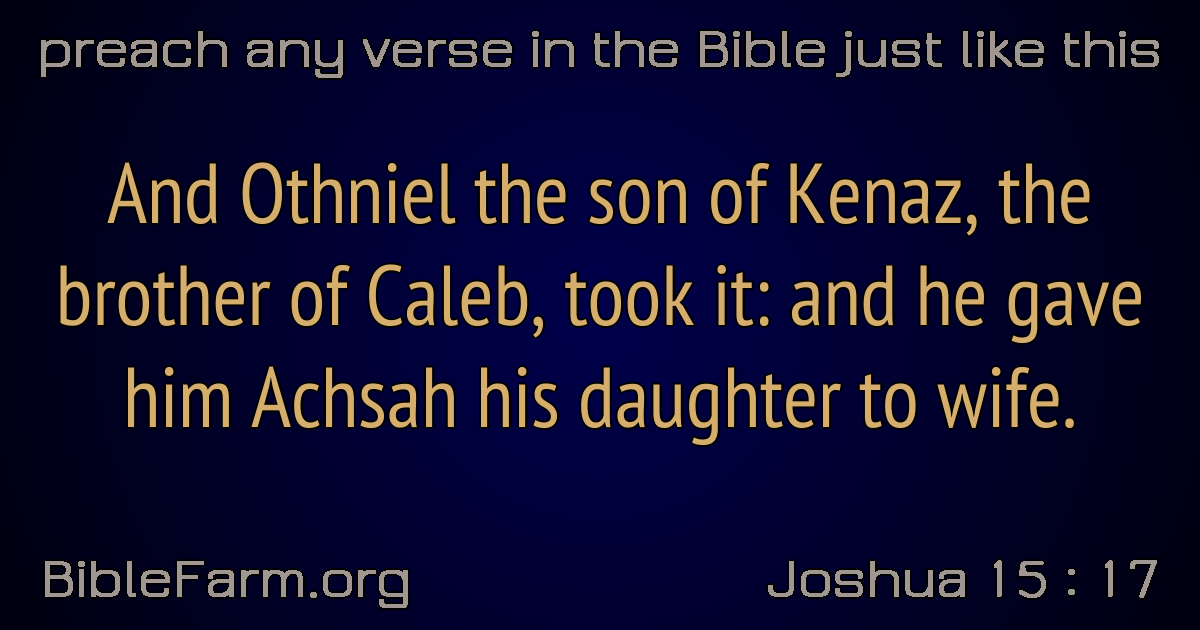 preach any verse in the Bible just like this
And Othniel the son of Kenaz, the
brother of Caleb, took it: and he gave
him Achsah his daughter to wife.
BibleFarm.org
Joshua 15 : 17